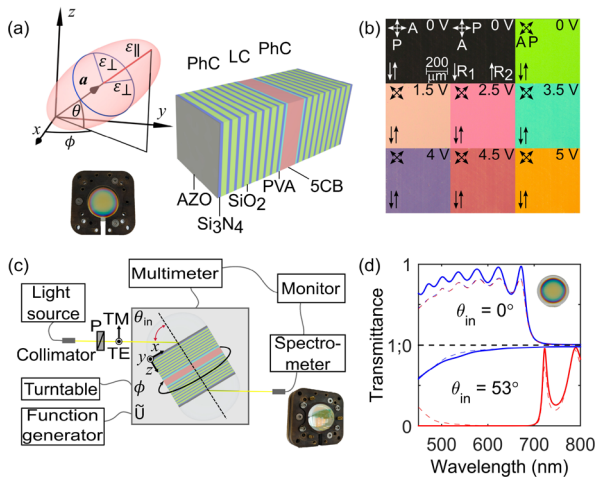 (a)
z
ε∥
ε⊥
a
ε⊥
θ
x
ϕ
y
PhC LC PhC
AZO
Si3N4
SiO2
PVA
5CB
(b)
A
P
0 V
A
P
0 V
A P
0 V
200
μm
R1
R2
1.5 V
2.5 V
3.5 V
4 V
4.5 V
5 V
(c)
Multimeter
Light
source
Monitor
P
TM
TE
θin
Collimator
x
y
z
Spectro-
meter
Turntable
ϕ
Function
generator
Ũ
(d)
Transmittance
1
θin = 0°
1;0
θin = 53°
0
500 600 700 800
Wavelength (nm)